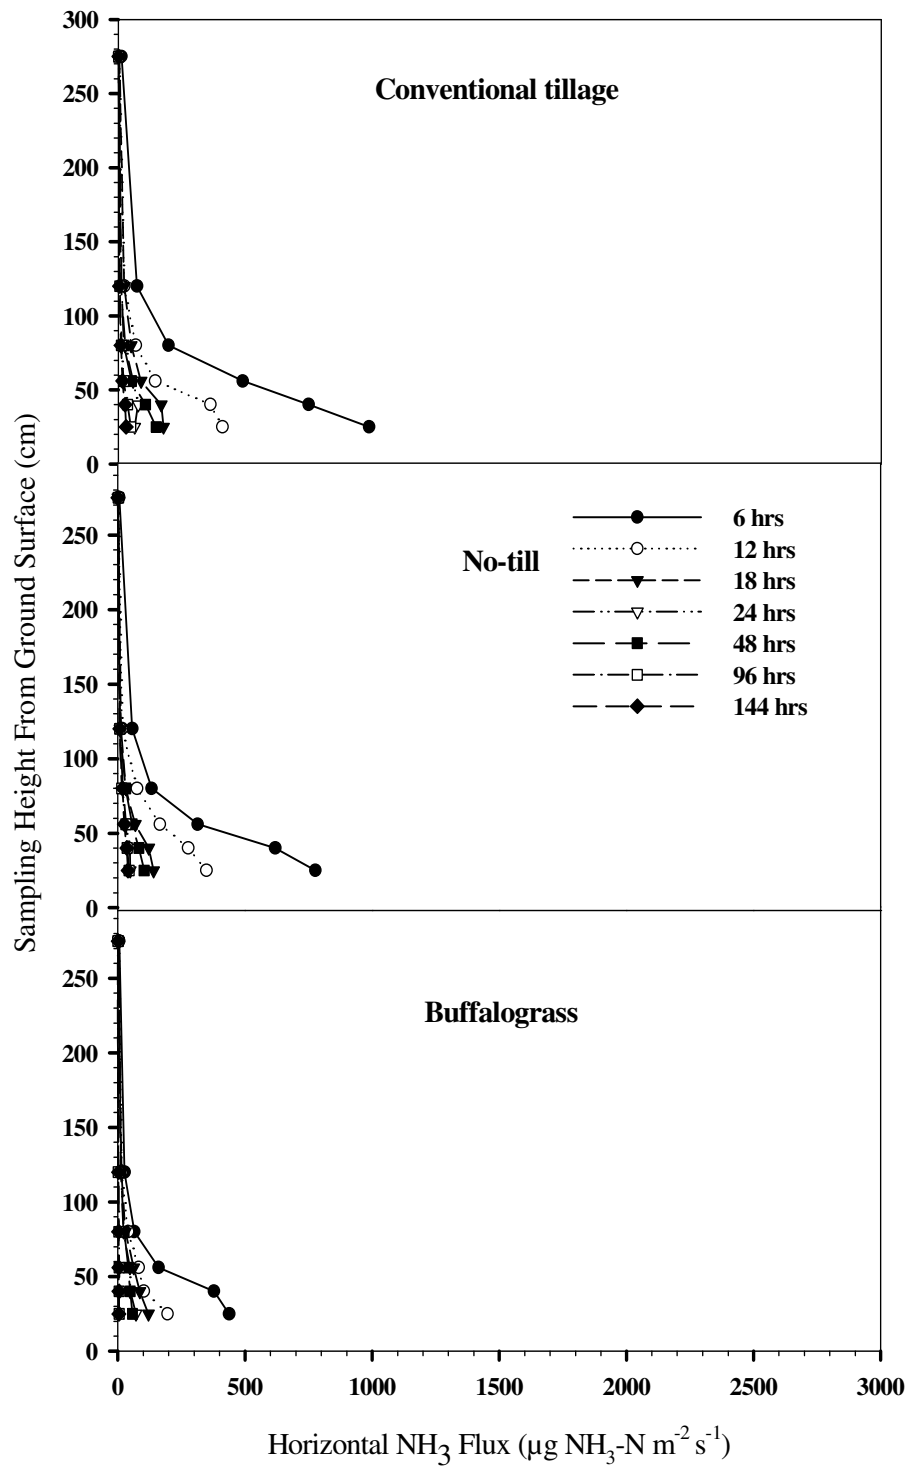 300
Conventional tillage
250
200
150
100
50
0
6 hrs
250
12 hrs
No-till
18 hrs
200
24 hrs
48 hrs
150
96 hrs
144 hrs
100
50
0
250
Buffalograss
200
150
100
50
0
0 500 1000 1500 2000 2500 3000
Sampling Height From Ground Surface (cm)
Horizontal NH3 Flux (µg NH3-N m-2 s-1)